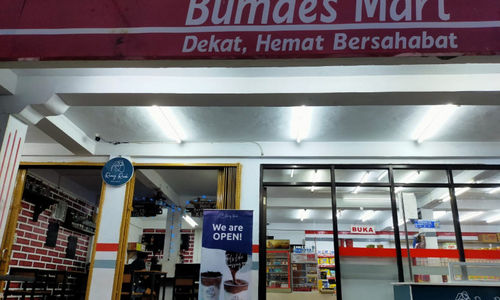 Bumdes Mart
Dekat, Hemat Bersahabat
We are
OPEN!
BUKA